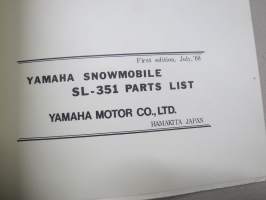 First edition, July, '68
YAMAHA SNOWMOBILE
SL-351 PARTS LIST
YAMAHA MOTOR CO., LTD.
HAMAKITA JAPAN